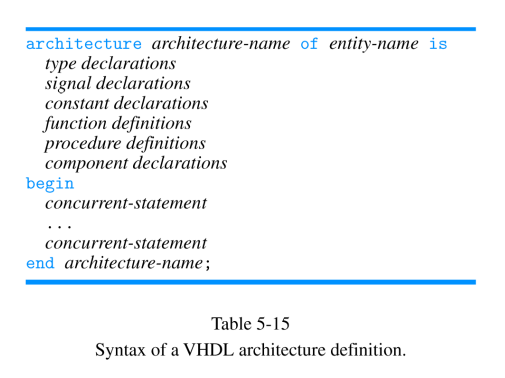 architecture architecture-name of entity-name is
type declarations
signal declarations
constant declarations
function definitions
procedure definitions
component declarations
begin
concurrent-statement
...
concurrent-statement
end architecture-name;
Table 5-15
Syntax of a VHDL architecture definition.